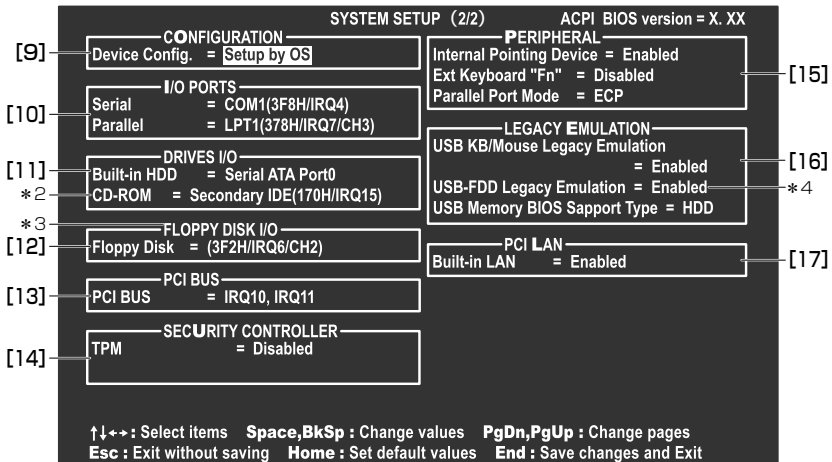 SYSTEM SETUP (2/2) ACPI BIOS version = X. XX
CONFIGURATION
[9] Device Config. = Setup by OS
I/O PORTS
[10] Serial = COM1(3F8H/IRQ4)
Parallel = LPT1(378H/IRQ7/CH3)
DRIVES I/O
[11] Built-in HDD = Serial ATA Port0
*2 CD-ROM = Secondary IDE(170H/IRQ15)
*3 FLOPPY DISK I/O
[12] Floppy Disk = (3F2H/IRQ6/CH2)
PCI BUS
[13] PCI BUS = IRQ10, IRQ11
SECURITY CONTROLLER
[14] TPM = Disabled
PERIPHERAL
Internal Pointing Device = Enabled
Ext Keyboard "Fn" = Disabled [15]
Parallel Port Mode = ECP
LEGACY EMULATION
USB KB/Mouse Legacy Emulation
= Enabled [16]
USB-FDD Legacy Emulation = Enabled *4
USB Memory BIOS Sapport Type = HDD
PCI LAN
Built-in LAN = Enabled [17]
↑↓←→: Select items Space,BkSp : Change values PgDn,PgUp : Change pages
Esc : Exit without saving Home : Set default values End : Save changes and Exit